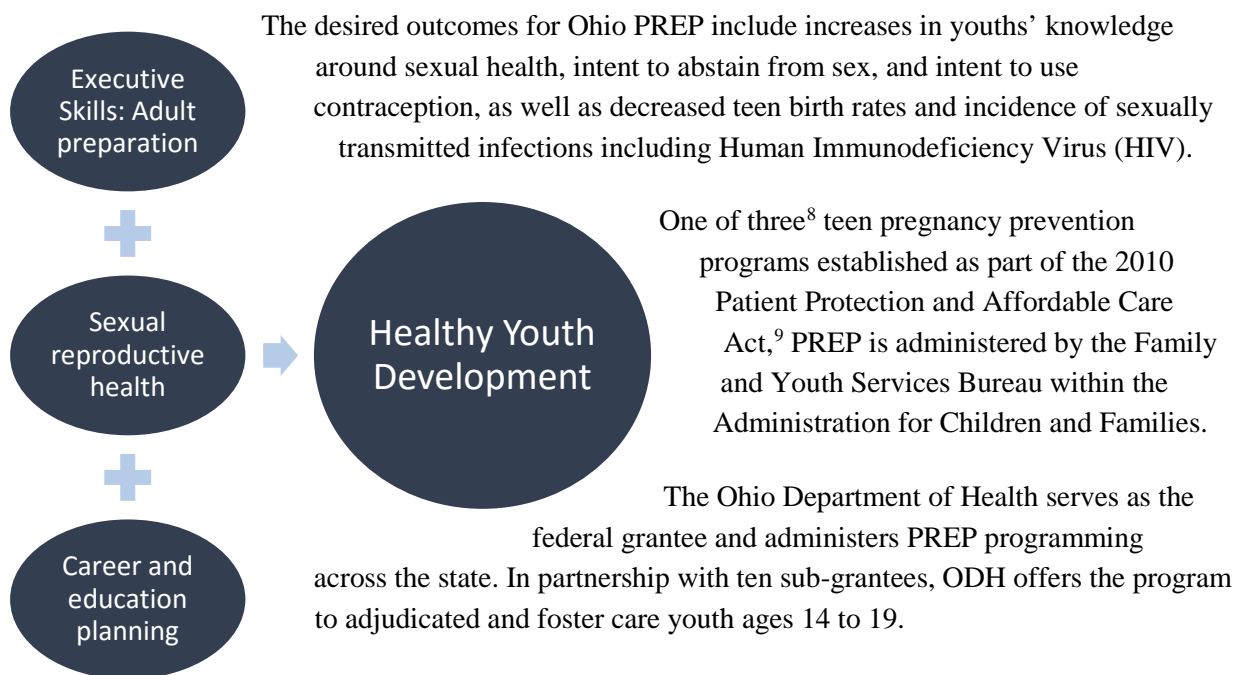 The desired outcomes for Ohio PREP include increases in youths’ knowledge
around sexual health, intent to abstain from sex, and intent to use
contraception, as well as decreased teen birth rates and incidence of sexually
transmitted infections including Human Immunodeficiency Virus (HIV).
Executive
Skills: Adult
preparation
Sexual
reproductive
health
Career and
education
planning
Healthy Youth
Development
One of three⁸ teen pregnancy prevention
programs established as part of the 2010
Patient Protection and Affordable Care
Act,⁹ PREP is administered by the Family
and Youth Services Bureau within the
Administration for Children and Families.
The Ohio Department of Health serves as the
federal grantee and administers PREP programming
across the state. In partnership with ten sub-grantees, ODH offers the program
to adjudicated and foster care youth ages 14 to 19.